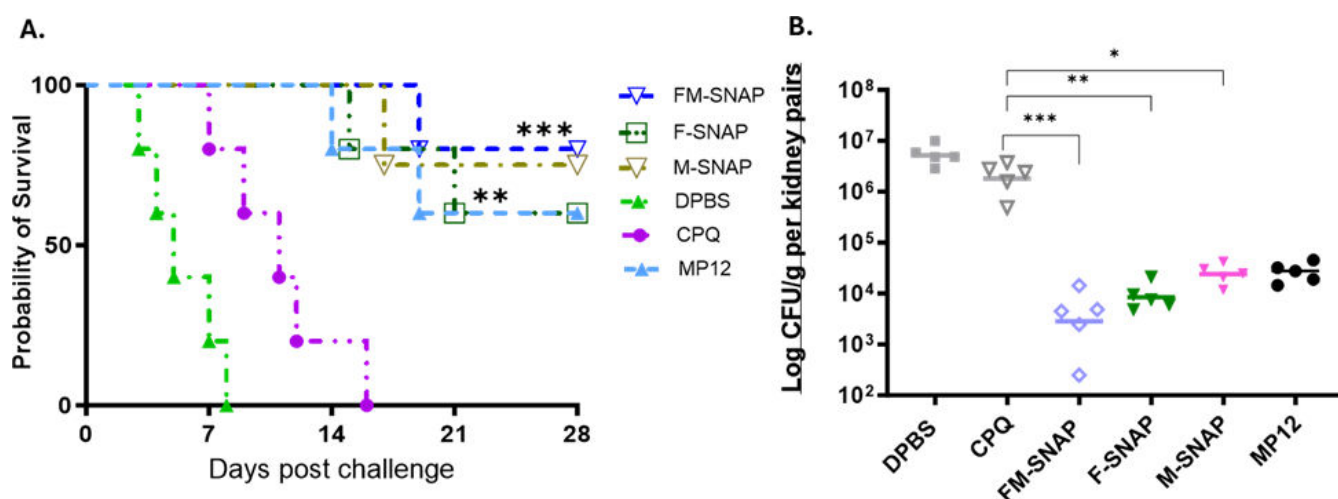 A.
Probability of Survival
100
50
0
0 7 14 21 28
Days post challenge
***
**
FM-SNAP
F-SNAP
M-SNAP
DPBS
CPQ
MP12
B.
Log CFU/g per kidney pairs
10⁸
10⁷
10⁶
10⁵
10⁴
10³
10²
*
**
***
DPBS
CPQ
FM-SNAP
F-SNAP
M-SNAP
MP12